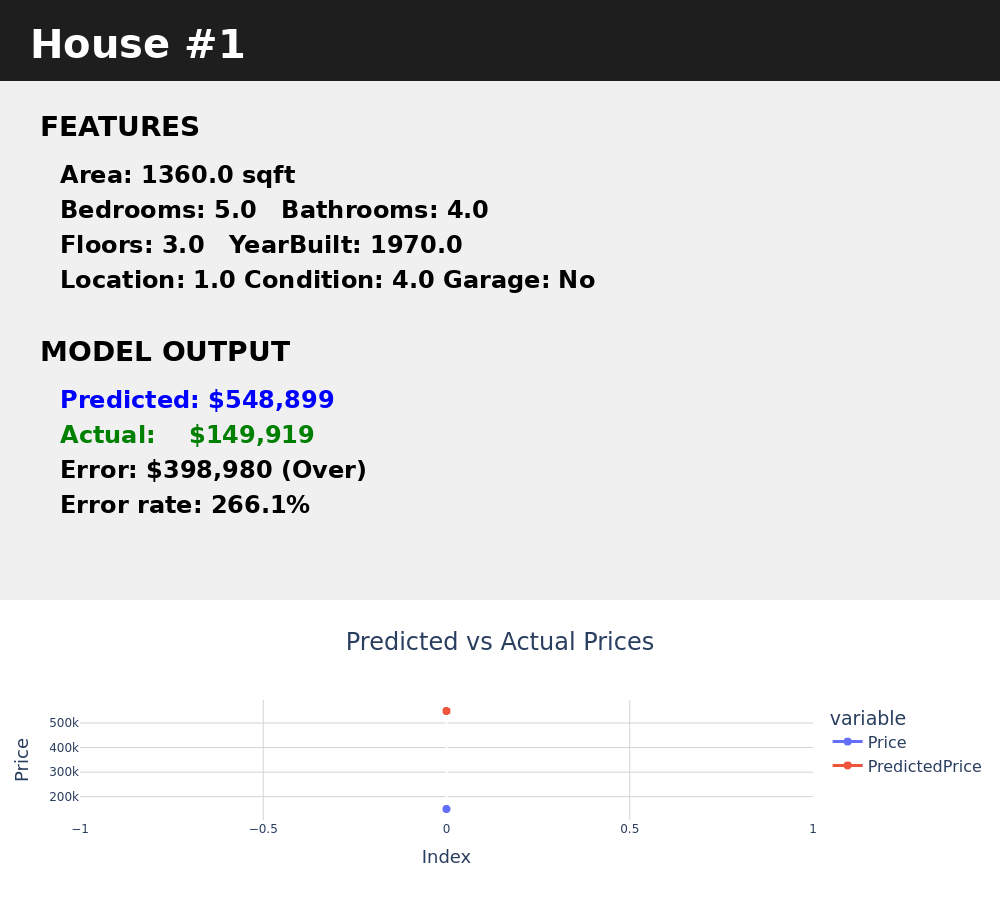 House #1
FEATURES
Area: 1360.0 sqft
Bedrooms: 5.0   Bathrooms: 4.0
Floors: 3.0   YearBuilt: 1970.0
Location: 1.0 Condition: 4.0 Garage: No
MODEL OUTPUT
Predicted: $548,899
Actual:    $149,919
Error: $398,980 (Over)
Error rate: 266.1%
Predicted vs Actual Prices
500k
400k
300k
200k
Price
−1 −0.5 0 0.5 1
Index
variable
Price
PredictedPrice